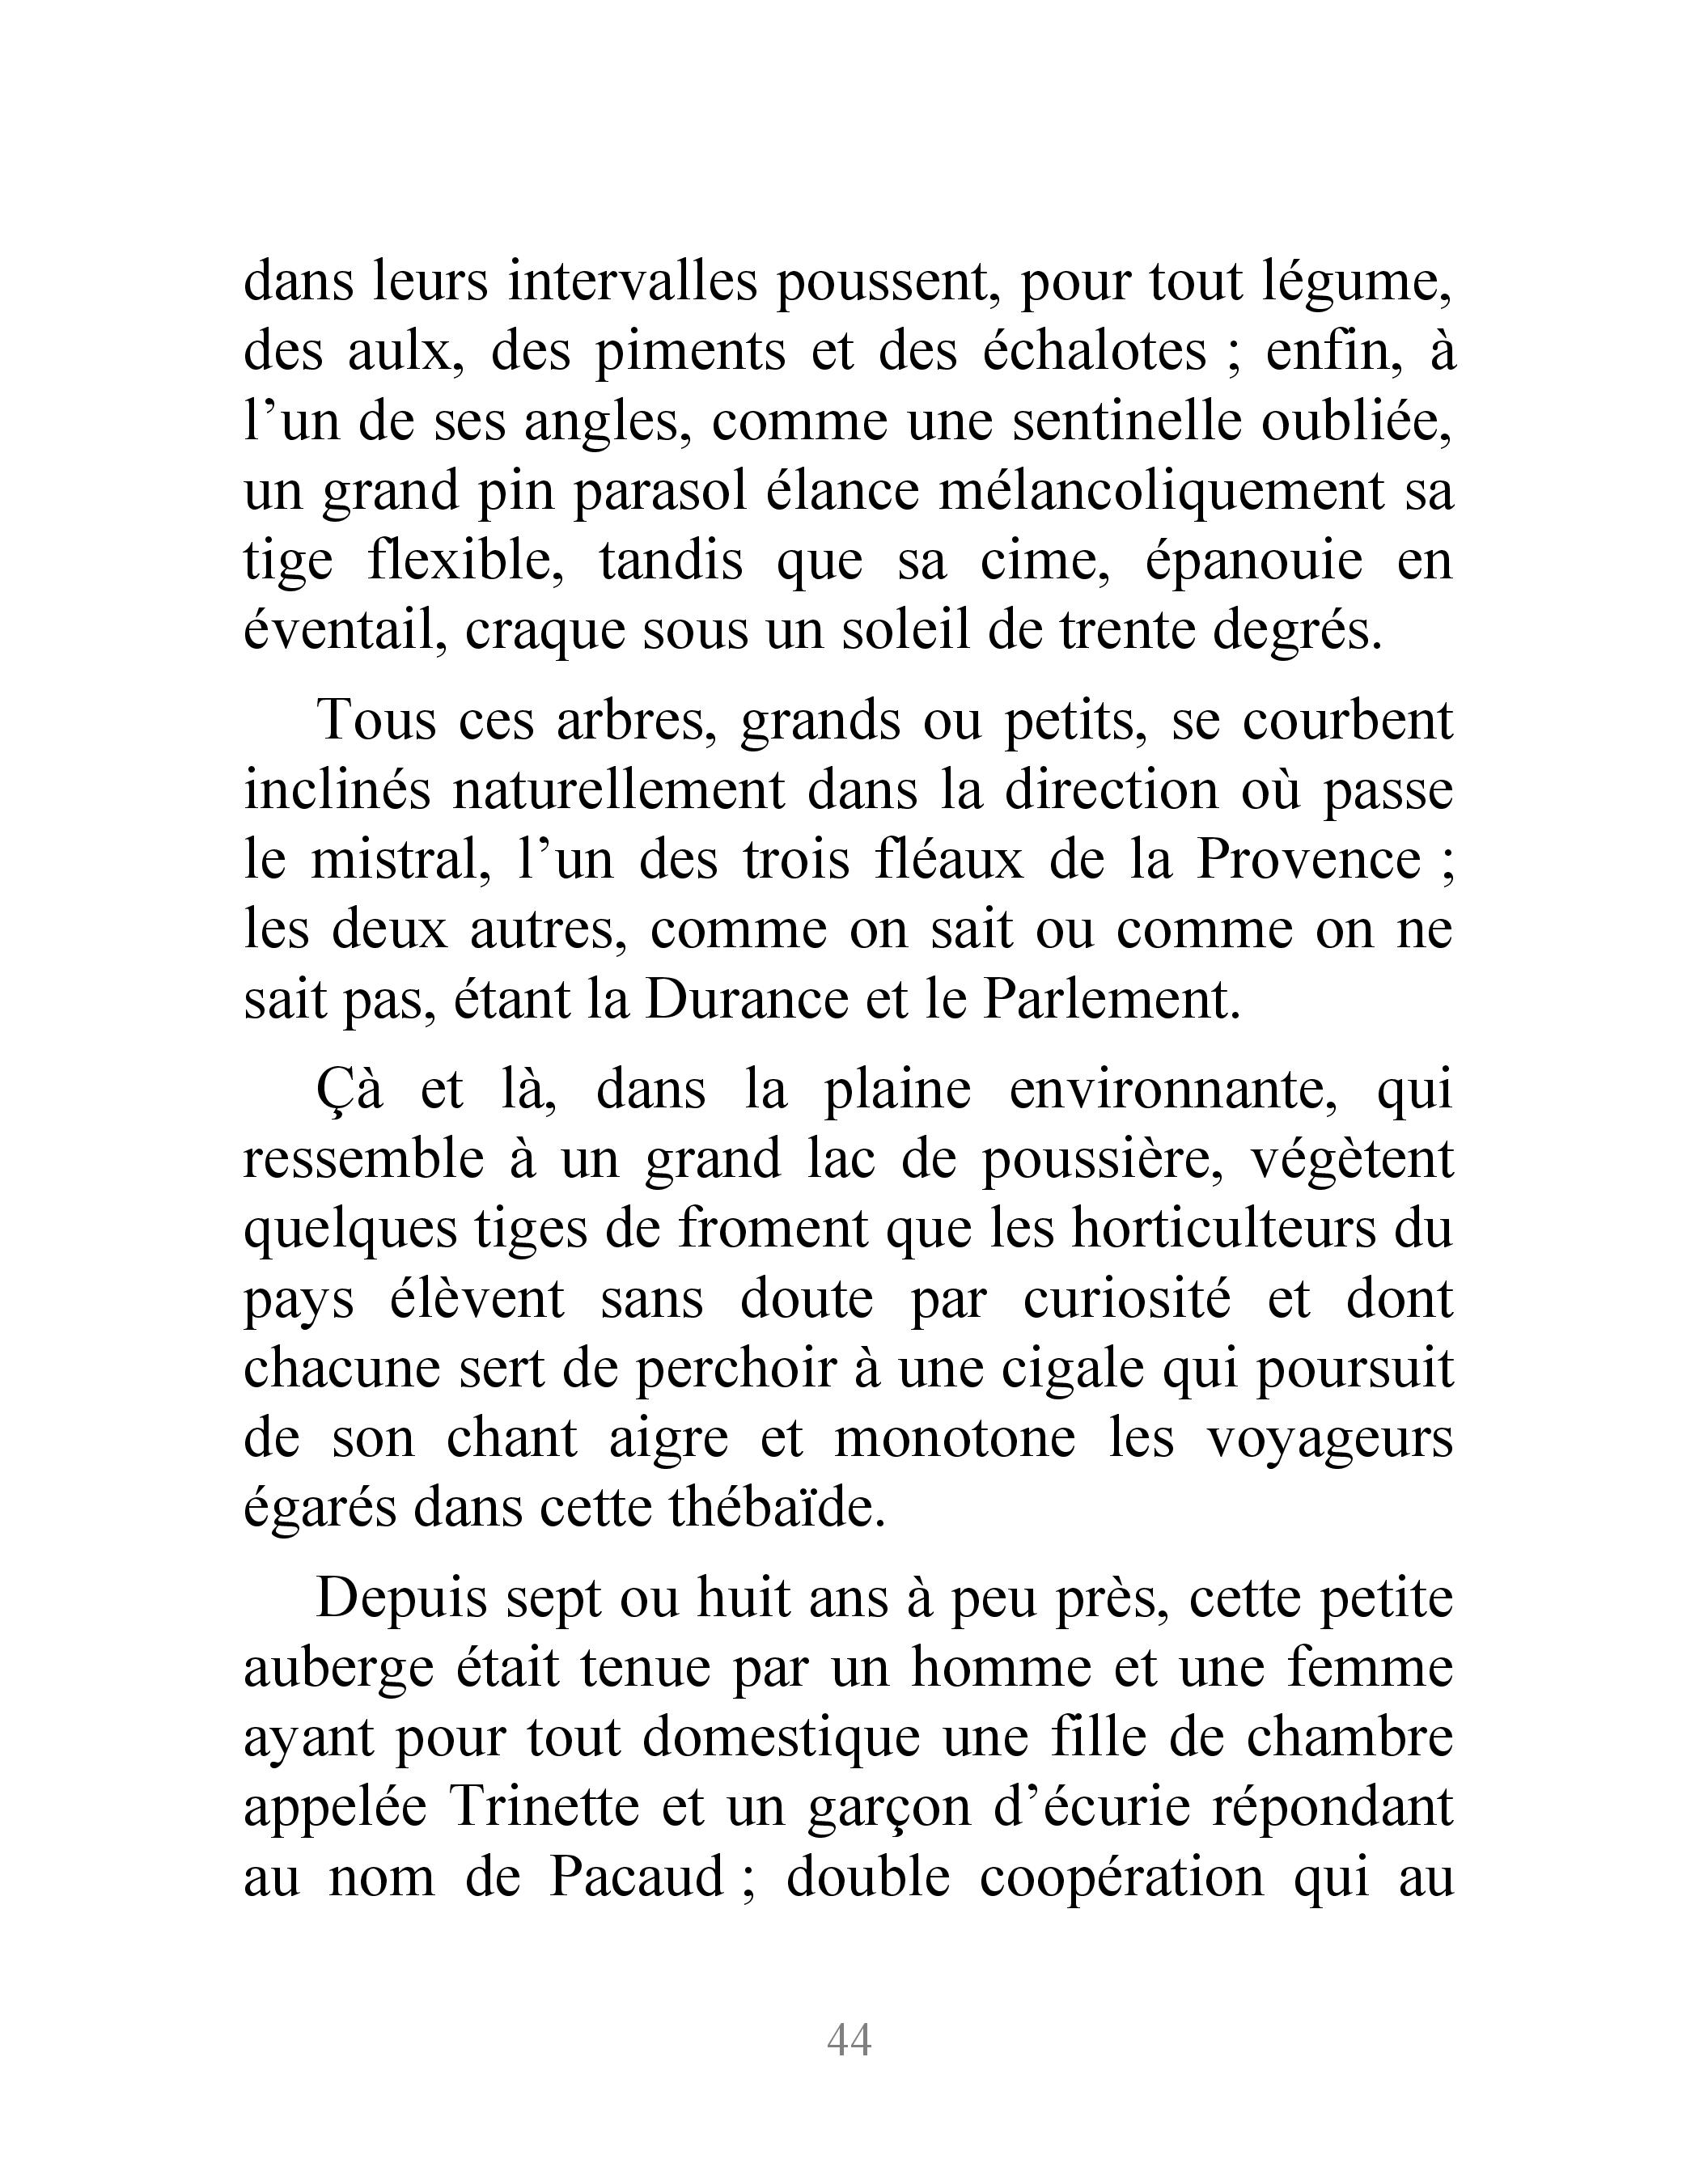 dans leurs intervalles poussent, pour tout légume,
des aulx, des piments et des échalotes ; enfin, à
l’un de ses angles, comme une sentinelle oubliée,
un grand pin parasol élance mélancoliquement sa
tige flexible, tandis que sa cime, épanouie en
éventail, craque sous un soleil de trente degrés.
Tous ces arbres, grands ou petits, se courbent
inclinés naturellement dans la direction où passe
le mistral, l’un des trois fléaux de la Provence ;
les deux autres, comme on sait ou comme on ne
sait pas, étant la Durance et le Parlement.
Çà et là, dans la plaine environnante, qui
ressemble à un grand lac de poussière, végètent
quelques tiges de froment que les horticulteurs du
pays élèvent sans doute par curiosité et dont
chacune sert de perchoir à une cigale qui poursuit
de son chant aigre et monotone les voyageurs
égarés dans cette thébaïde.
Depuis sept ou huit ans à peu près, cette petite
auberge était tenue par un homme et une femme
ayant pour tout domestique une fille de chambre
appelée Trinette et un garçon d’écurie répondant
au nom de Pacaud ; double coopération qui au
44